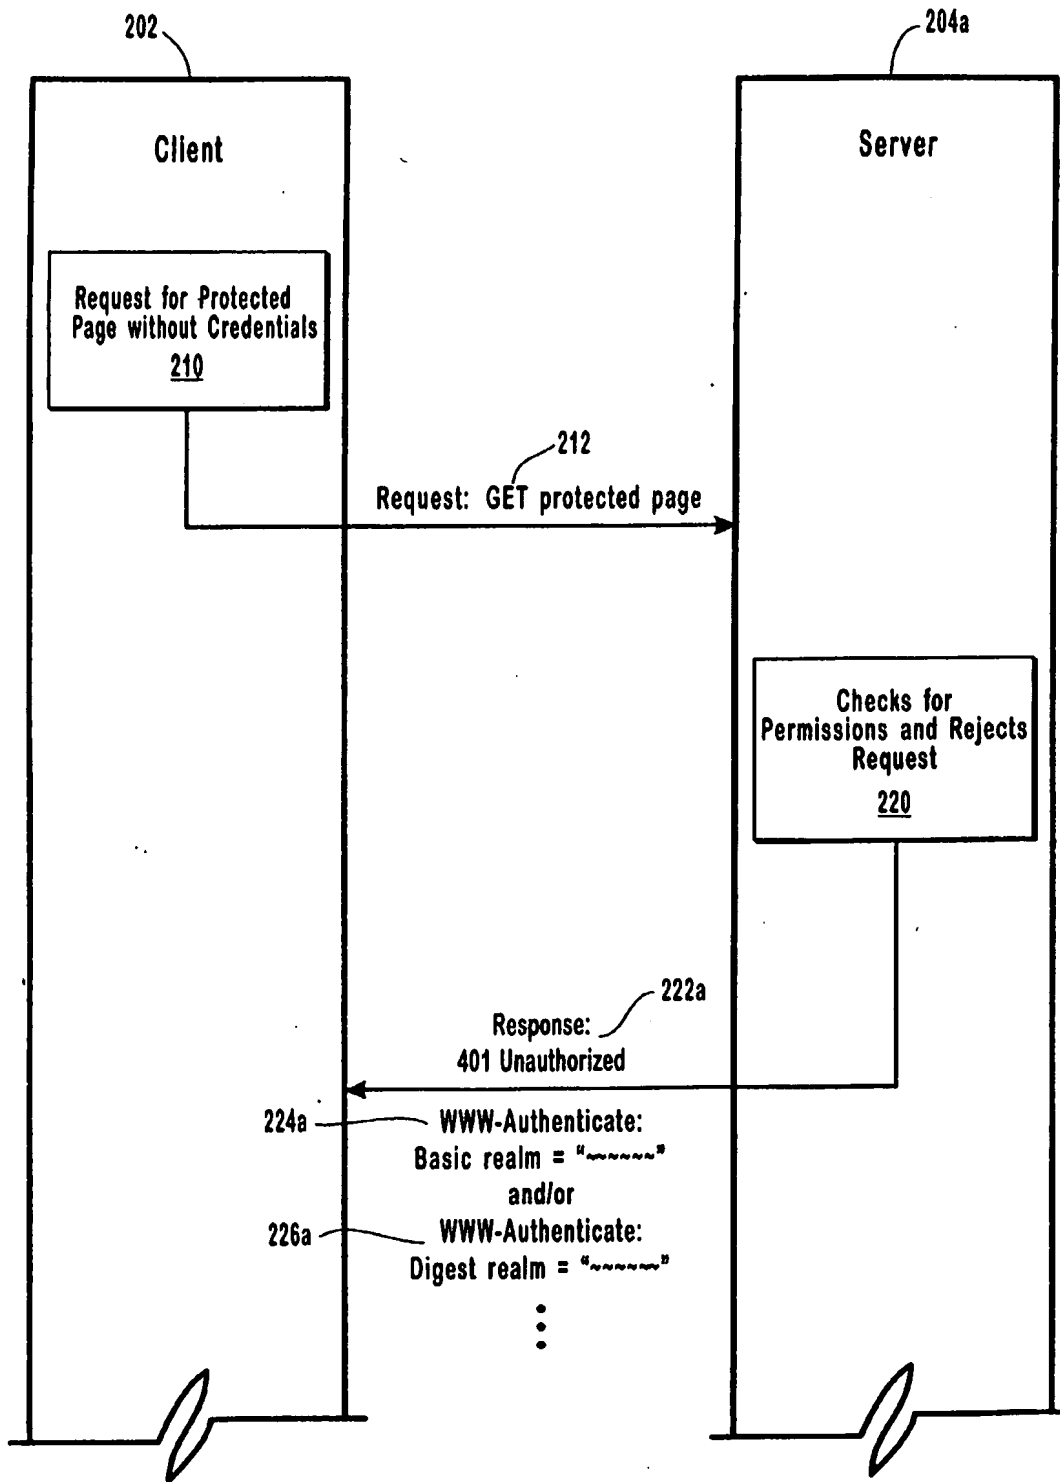 202
204a
Client
Server
Request for Protected
Page without Credentials
210
212
Request: GET protected page
Checks for
Permissions and Rejects
Request
220
222a
Response:
401 Unauthorized
224a
WWW-Authenticate:
Basic realm = "~~~~~~"
and/or
226a
WWW-Authenticate:
Digest realm = "~~~~~~"